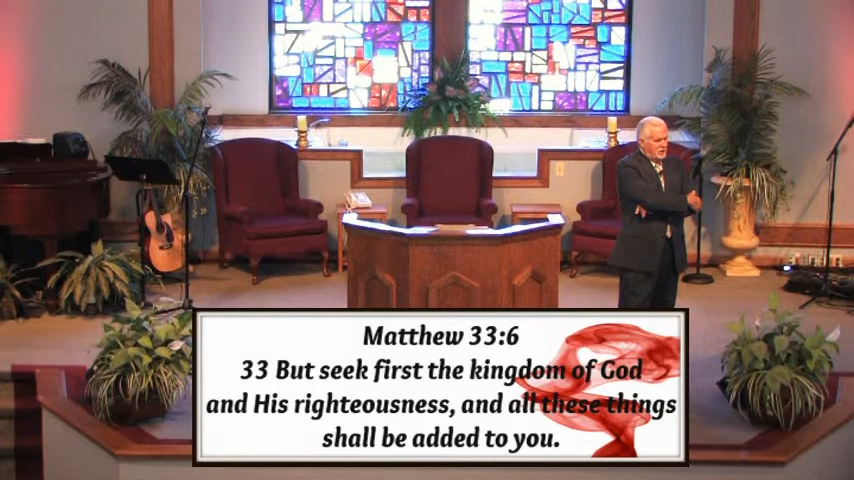 Matthew 33:6
33 But seek first the kingdom of God
and His righteousness, and all these things
shall be added to you.